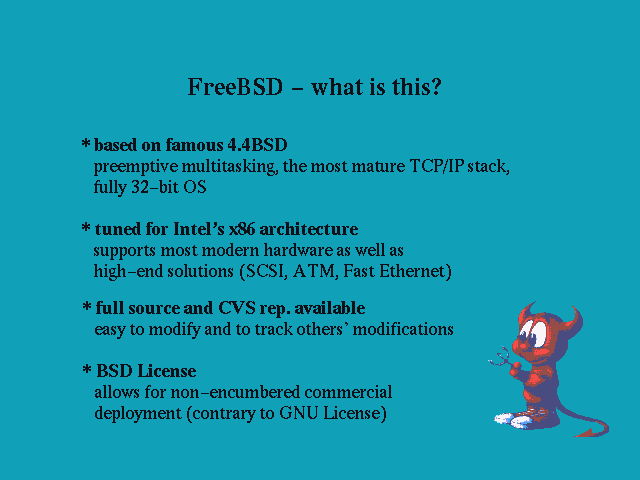 FreeBSD – what is this?
* based on famous 4.4BSD
preemptive multitasking, the most mature TCP/IP stack,
fully 32–bit OS
* tuned for Intel's x86 architecture
supports most modern hardware as well as
high–end solutions (SCSI, ATM, Fast Ethernet)
* full source and CVS rep. available
easy to modify and to track others' modifications
* BSD License
allows for non–encumbered commercial
deployment (contrary to GNU License)